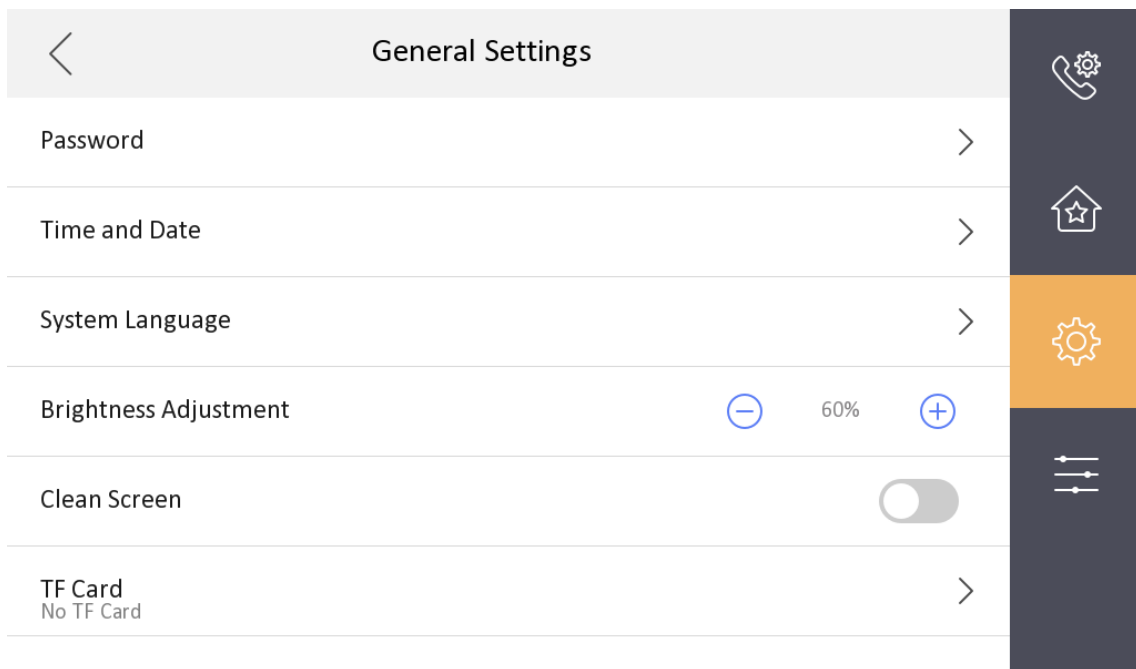 General Settings
Password
Time and Date
System Language
Brightness Adjustment 60%
Clean Screen
TF Card
No TF Card